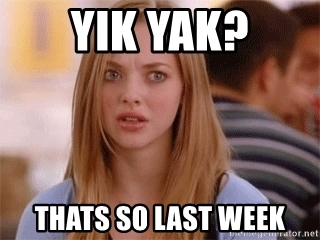 YIK YAK?
THATS SO LAST WEEK
memegenerator.net